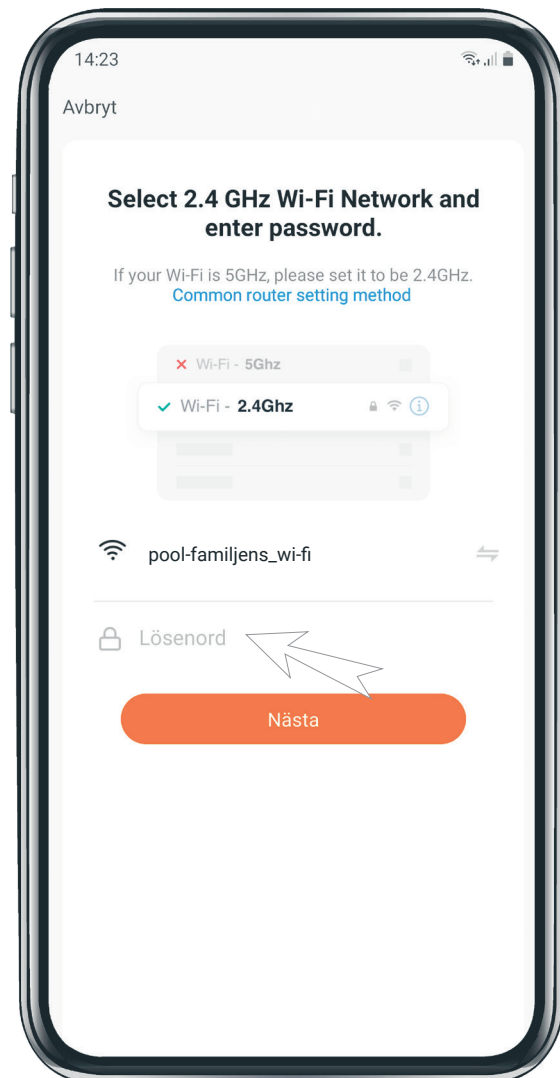 14:23
Avbryt
Select 2.4 GHz Wi-Fi Network and
enter password.
If your Wi-Fi is 5GHz, please set it to be 2.4GHz.
Common router setting method
Wi-Fi - 5Ghz
Wi-Fi - 2.4Ghz
pool-familjens_wi-fi
Lösenord
Nästa